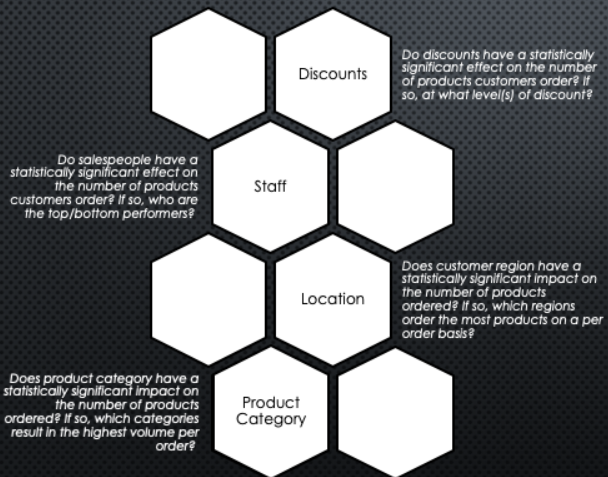 Discounts
Do discounts have a statistically
significant effect on the number
of products customers order? If
so, at what level(s) of discount?
Do salespeople have a
statistically significant effect on
the number of products
customers order? If so, who are
the top/bottom performers?
Staff
Location
Does customer region have a
statistically significant impact on
the number of products
ordered? If so, which regions
order the most products on a per
order basis?
Does product category have a
statistically significant impact on
the number of products
ordered? If so, which categories
result in the highest volume per
order?
Product
Category